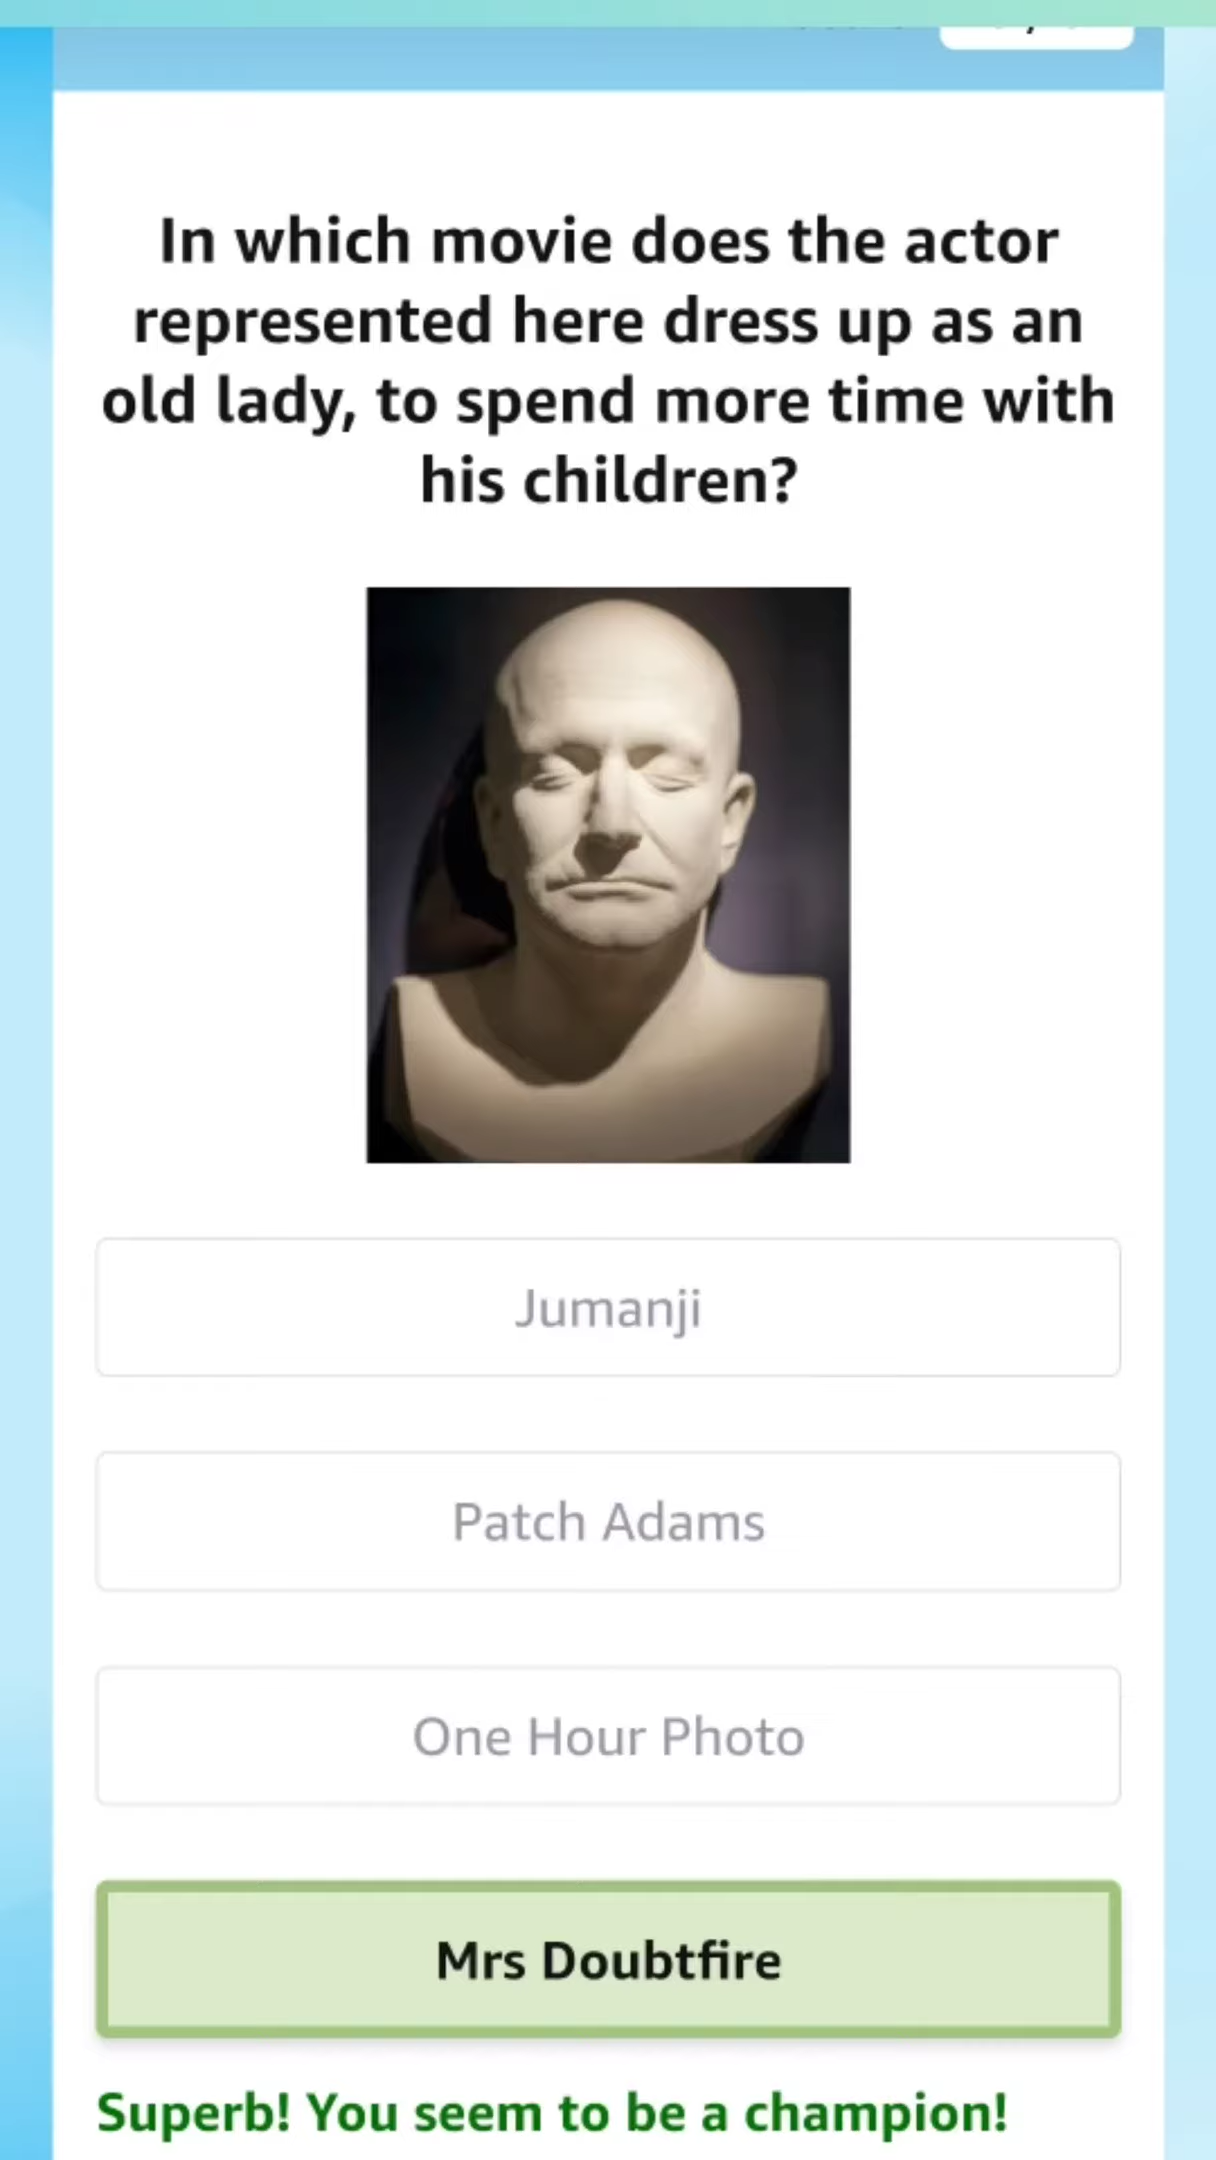 In which movie does the actor
represented here dress up as an
old lady, to spend more time with
his children?
Jumanji
Patch Adams
One Hour Photo
Mrs Doubtfire
Superb! You seem to be a champion!